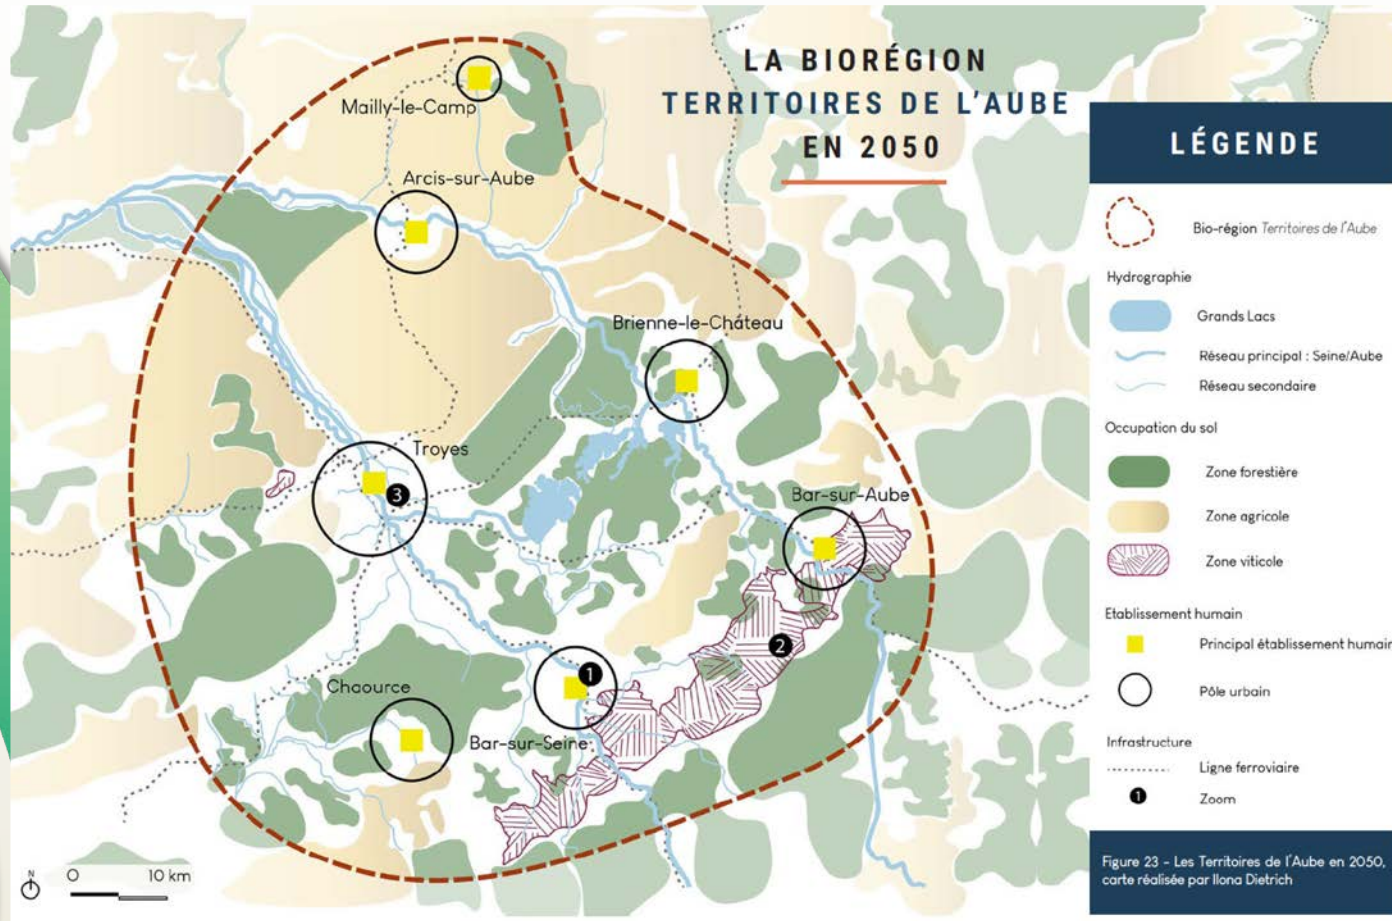 LA BIORÉGION
TERRITOIRES DE L'AUBE
EN 2050
Mailly-le-Camp
Arcis-sur-Aube
Brienne-le-Château
Troyes
3
Bar-sur-Aube
2
1
Chaource
Bar-sur-Seine
N
0 10 km
LÉGENDE
Bio-région Territoires de l'Aube
Hydrographie
Grands Lacs
Réseau principal : Seine/Aube
Réseau secondaire
Occupation du sol
Zone forestière
Zone agricole
Zone viticole
Etablissement humain
Principal établissement humain
Pôle urbain
Infrastructure
Ligne ferroviaire
1 Zoom
Figure 23 - Les Territoires de l'Aube en 2050,
carte réalisée par Ilona Dietrich